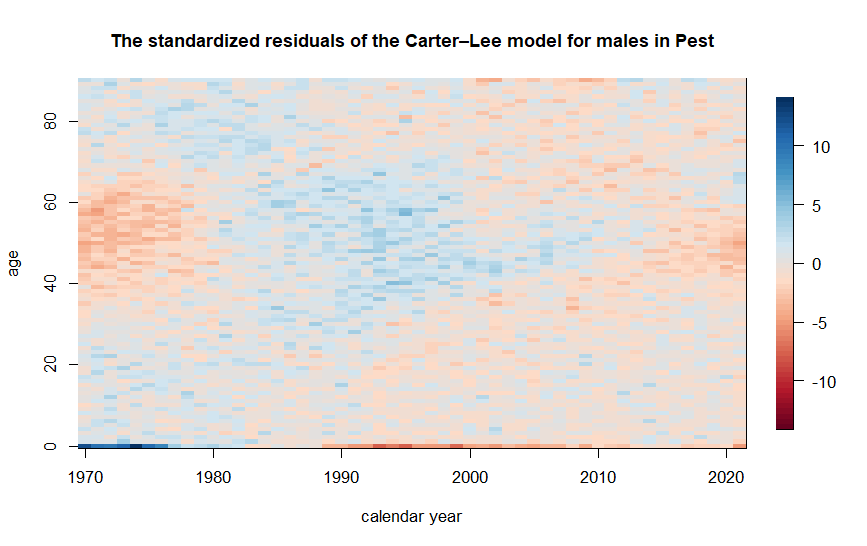 The standardized residuals of the Carter–Lee model for males in Pest
80
60
40
20
0
age
1970 1980 1990 2000 2010 2020
calendar year
10
5
0
-5
-10